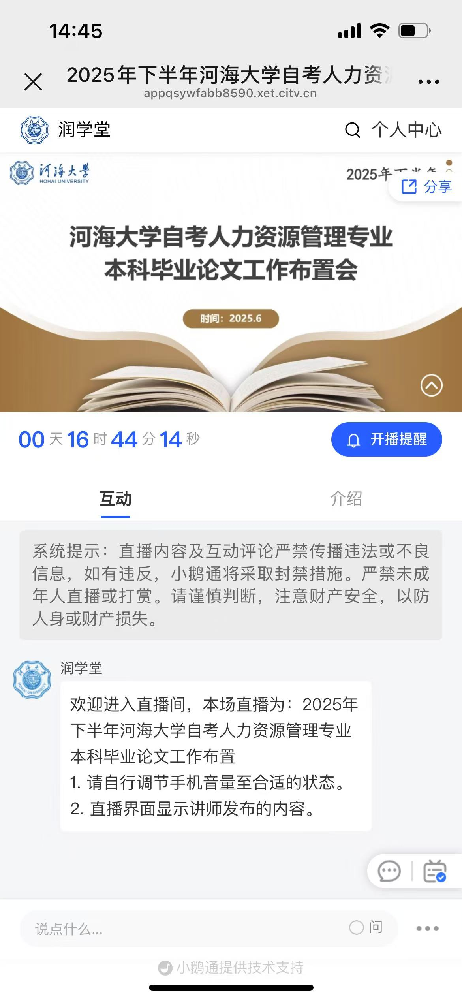 14:45
2025年下半年河海大学自考人力资
appqsywfabb8590.xet.citv.cn
润学堂
个人中心
河海大學
HOHAI UNIVERSITY
2025年下半年
分享
河海大学自考人力资源管理专业
本科毕业论文工作布置会
时间：2025.6
00 天 16 时 44 分 14 秒
开播提醒
互动
介绍
系统提示：直播内容及互动评论严禁传播违法或不良
信息，如有违反，小鹅通将采取封禁措施。严禁未成
年人直播或打赏。请谨慎判断，注意财产安全，以防
人身或财产损失。
润学堂
欢迎进入直播间，本场直播为：2025年
下半年河海大学自考人力资源管理专业
本科毕业论文工作布置
1. 请自行调节手机音量至合适的状态。
2. 直播界面显示讲师发布的内容。
说点什么...
问
小鹅通提供技术支持